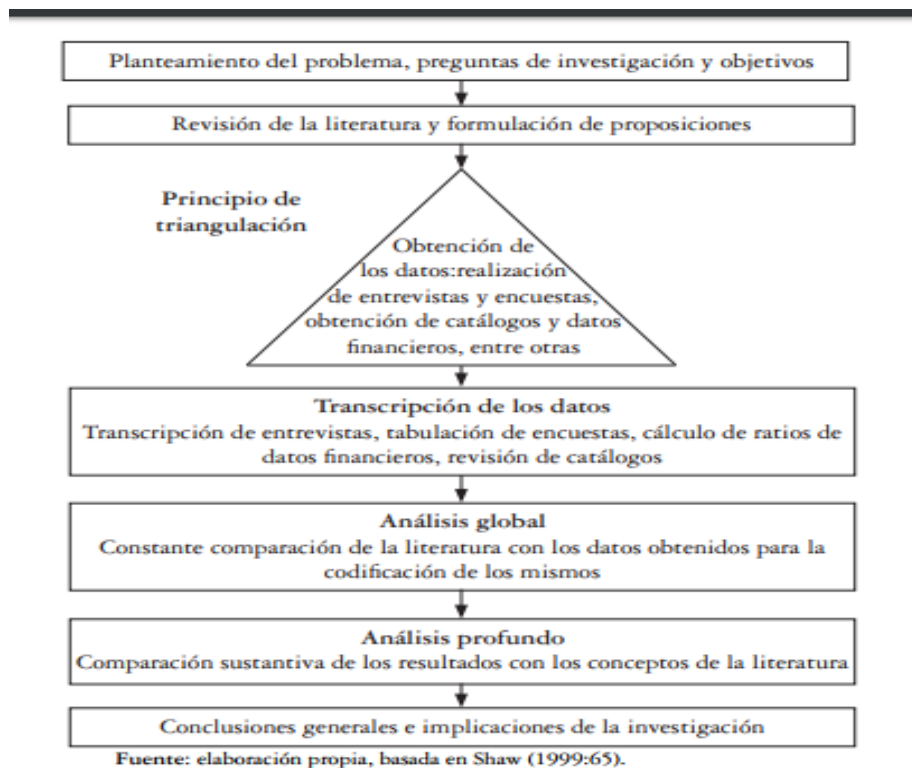 Planteamiento del problema, preguntas de investigación y objetivos
Revisión de la literatura y formulación de proposiciones
Principio de
triangulación
Obtención de
los datos:realización
de entrevistas y encuestas,
obtención de catálogos y datos
financieros, entre otras
Transcripción de los datos
Transcripción de entrevistas, tabulación de encuestas, cálculo de ratios de
datos financieros, revisión de catálogos
Análisis global
Constante comparación de la literatura con los datos obtenidos para la
codificación de los mismos
Análisis profundo
Comparación sustantiva de los resultados con los conceptos de la literatura
Conclusiones generales e implicaciones de la investigación
Fuente: elaboración propia, basada en Shaw (1999:65).